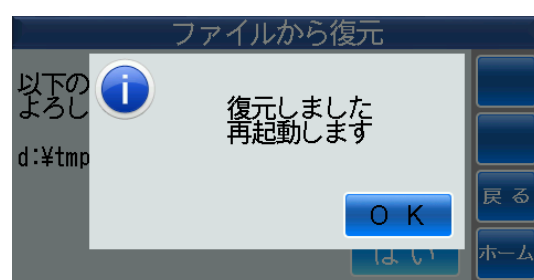 ファイルから復元
以下の
よろし
復元しました
再起動します
d:¥tmp
戻る
OK
はい
ホーム